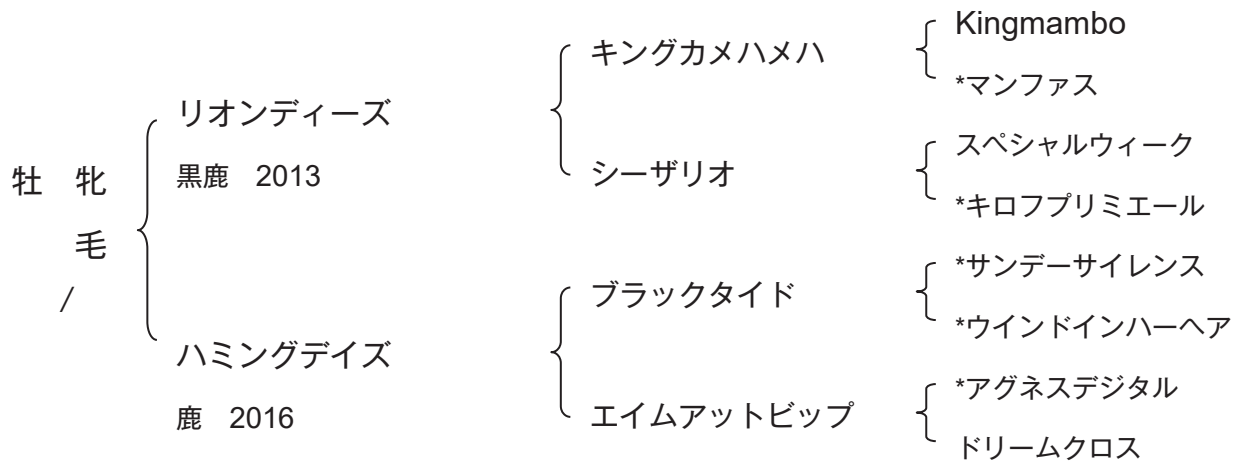 牡　牝
毛
/
リオンディーズ
黒鹿　2013
ハミングデイズ
鹿　2016
キングカメハメハ
シーザリオ
ブラックタイド
エイムアットビップ
Kingmambo
*マンファス
スペシャルウィーク
*キロフプリミエール
*サンデーサイレンス
*ウインドインハーヘア
*アグネスデジタル
ドリームクロス